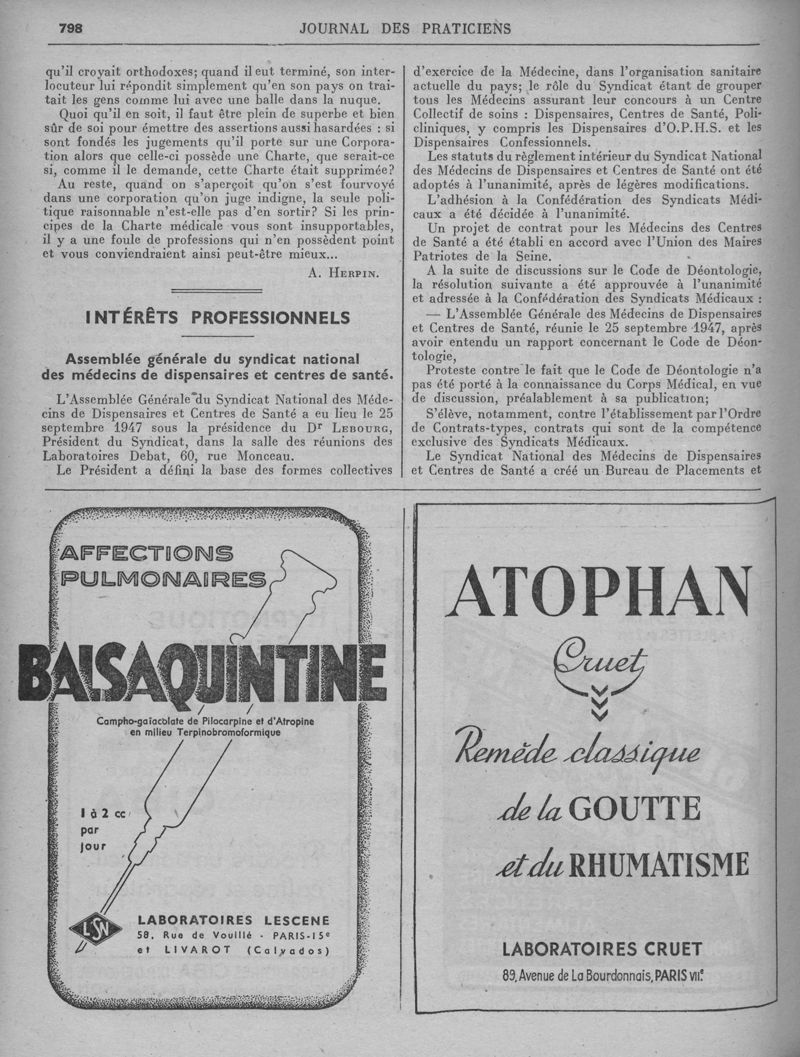 798
JOURNAL DES PRATICIENS
qu'il croyait orthodoxes; quand il eut terminé, son inter-
locuteur lui répondit simplement qu'en son pays on trai-
tait les gens comme lui avec une balle dans la nuque.
Quoi qu'il en soit, il faut être plein de superbe et bien
sûr de soi pour émettre des assertions aussi hasardées : si
sont fondés les jugements qu'il porte sur une Corpora-
tion alors que celle-ci possède une Charte, que serait-ce
si, comme il le demande, cette Charte était supprimée?
Au reste, quand on s'aperçoit qu'on s'est fourvoyé
dans une corporation qu'on juge indigne, la seule poli-
tique raisonnable n'est-elle pas d'en sortir? Si les prin-
cipes de la Charte médicale vous sont insupportables,
il y a une foule de professions qui n'en possèdent point
et vous conviendraient ainsi peut-être mieux...
A. HERPIN.
INTÉRÊTS PROFESSIONNELS
Assemblée générale du syndicat national
des médecins de dispensaires et centres de santé.
L'Assemblée Générale du Syndicat National des Méde-
cins de Dispensaires et Centres de Santé a eu lieu le 25
septembre 1947 sous la présidence du Dr LEBOURG,
Président du Syndicat, dans la salle des réunions des
Laboratoires Debat, 60, rue Monceau.
Le Président a défini la base des formes collectives
d'exercice de la Médecine, dans l'organisation sanitaire
actuelle du pays; le rôle du Syndicat étant de grouper
tous les Médecins assurant leur concours à un Centre
Collectif de soins : Dispensaires, Centres de Santé, Poli-
cliniques, y compris les Dispensaires d'O.P.H.S. et les
Dispensaires Confessionnels.
Les statuts du règlement intérieur du Syndicat National
des Médecins de Dispensaires et Centres de Santé ont été
adoptés à l'unanimité, après de légères modifications.
L'adhésion à la Confédération des Syndicats Médi-
caux a été décidée à l'unanimité.
Un projet de contrat pour les Médecins des Centres
de Santé a été établi en accord avec l'Union des Maires
Patriotes de la Seine.
A la suite de discussions sur le Code de Déontologie,
la résolution suivante a été approuvée à l'unanimité
et adressée à la Confédération des Syndicats Médicaux :
— L'Assemblée Générale des Médecins de Dispensaires
et Centres de Santé, réunie le 25 septembre 1947, après
avoir entendu un rapport concernant le Code de Déon-
tologie,
Proteste contre le fait que le Code de Déontologie n'a
pas été porté à la connaissance du Corps Médical, en vue
de discussion, préalablement à sa publication;
S'élève, notamment, contre l'établissement par l'Ordre
de Contrats-types, contrats qui sont de la compétence
exclusive des Syndicats Médicaux.
Le Syndicat National des Médecins de Dispensaires
et Centres de Santé a créé un Bureau de Placements et
AFFECTIONS
PULMONAIRES
BALSAQUINTINE
Campho-gaïacolate de Pilocarpine et d'Atropine
en milieu Terpinobromoformique
1 à 2 cc
par
jour
LSN
LABORATOIRES LESCENE
58, Rue de Vouillé - PARIS-15e
et LIVAROT (Calvados)
ATOPHAN
Cruet
Remède classique
de la GOUTTE
et du RHUMATISME
LABORATOIRES CRUET
89, Avenue de La Bourdonnais, PARIS VIIe